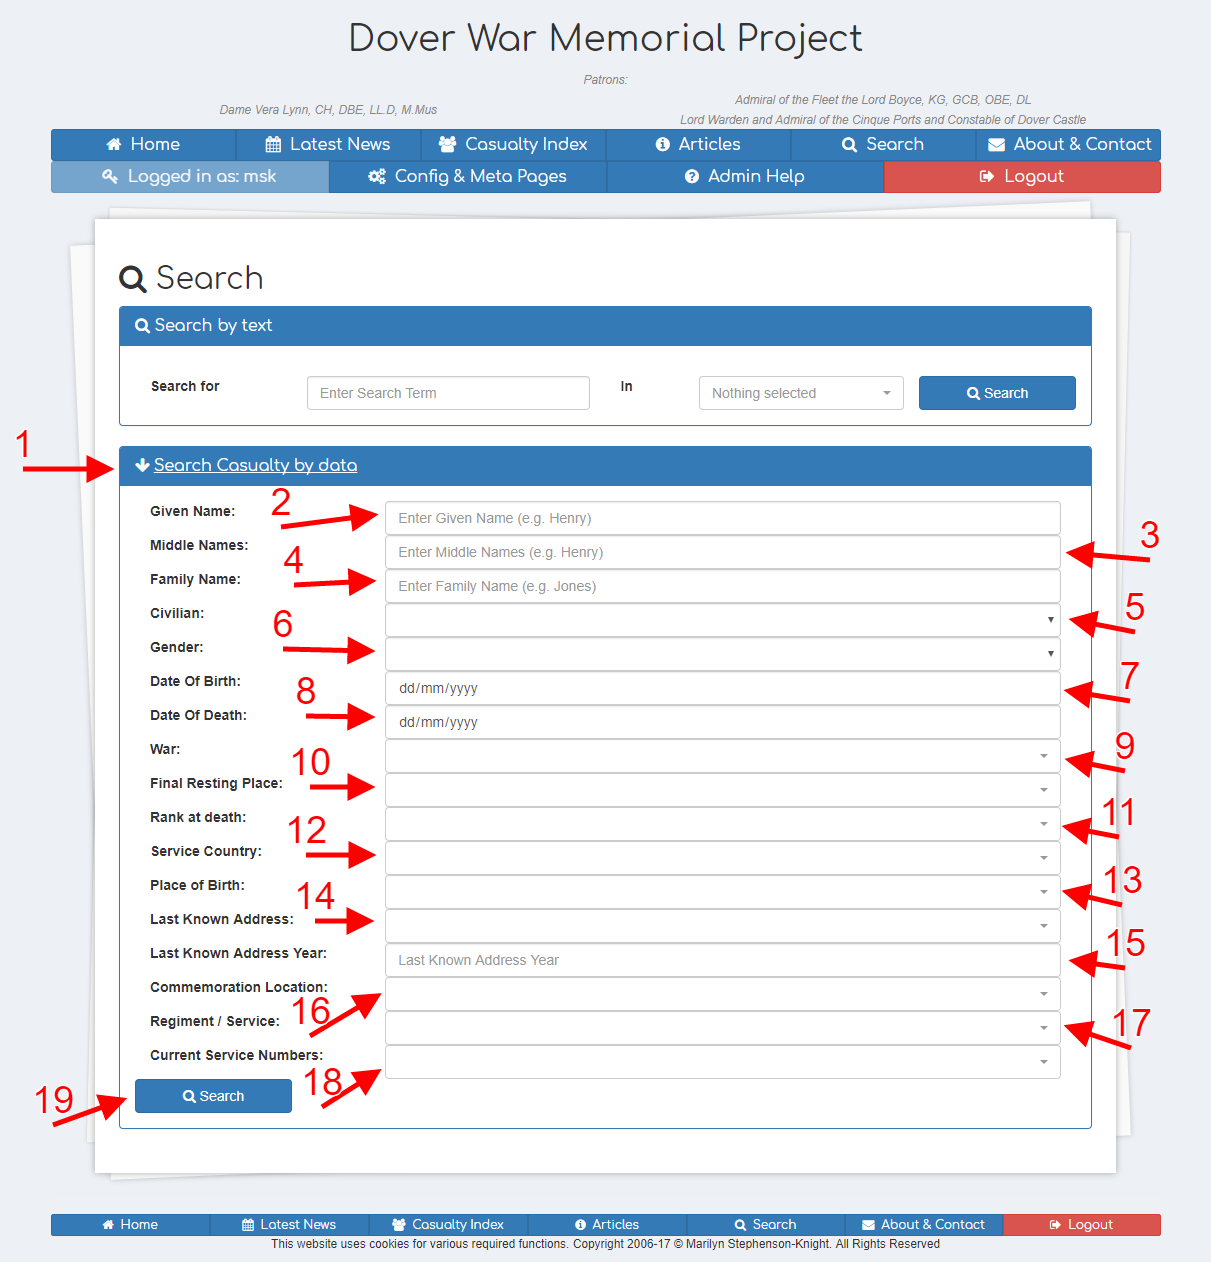 Dover War Memorial Project
Patrons:
Dame Vera Lynn, CH, DBE, LL.D, M.Mus
Admiral of the Fleet the Lord Boyce, KG, GCB, OBE, DL
Lord Warden and Admiral of the Cinque Ports and Constable of Dover Castle
Home Latest News Casualty Index Articles Search About & Contact
Logged in as: msk Config & Meta Pages Admin Help Logout
Search
Search by text
Search for Enter Search Term In Nothing selected Search
1 Search Casualty by data
Given Name: 2 Enter Given Name (e.g. Henry)
Middle Names: Enter Middle Names (e.g. Henry) 3
Family Name: 4 Enter Family Name (e.g. Jones)
Civilian: 5
Gender: 6
Date Of Birth: dd/mm/yyyy 7
Date Of Death: 8 dd/mm/yyyy
War: 9
Final Resting Place: 10
Rank at death: 11
Service Country: 12
Place of Birth: 13
Last Known Address: 14
Last Known Address Year: Last Known Address Year 15
Commemoration Location: 16
Regiment / Service: 17
Current Service Numbers: 18
19 Search
Home Latest News Casualty Index Articles Search About & Contact Logout
This website uses cookies for various required functions. Copyright 2006-17 © Marilyn Stephenson-Knight. All Rights Reserved